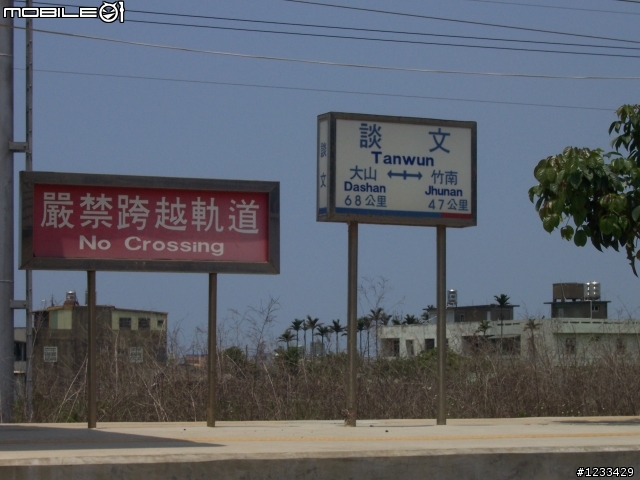 MOBILE01
嚴禁跨越軌道
No Crossing
談文
談文
Tanwun
大山 竹南
Dashan Jhunan
6.8公里 4.7公里
#1233429